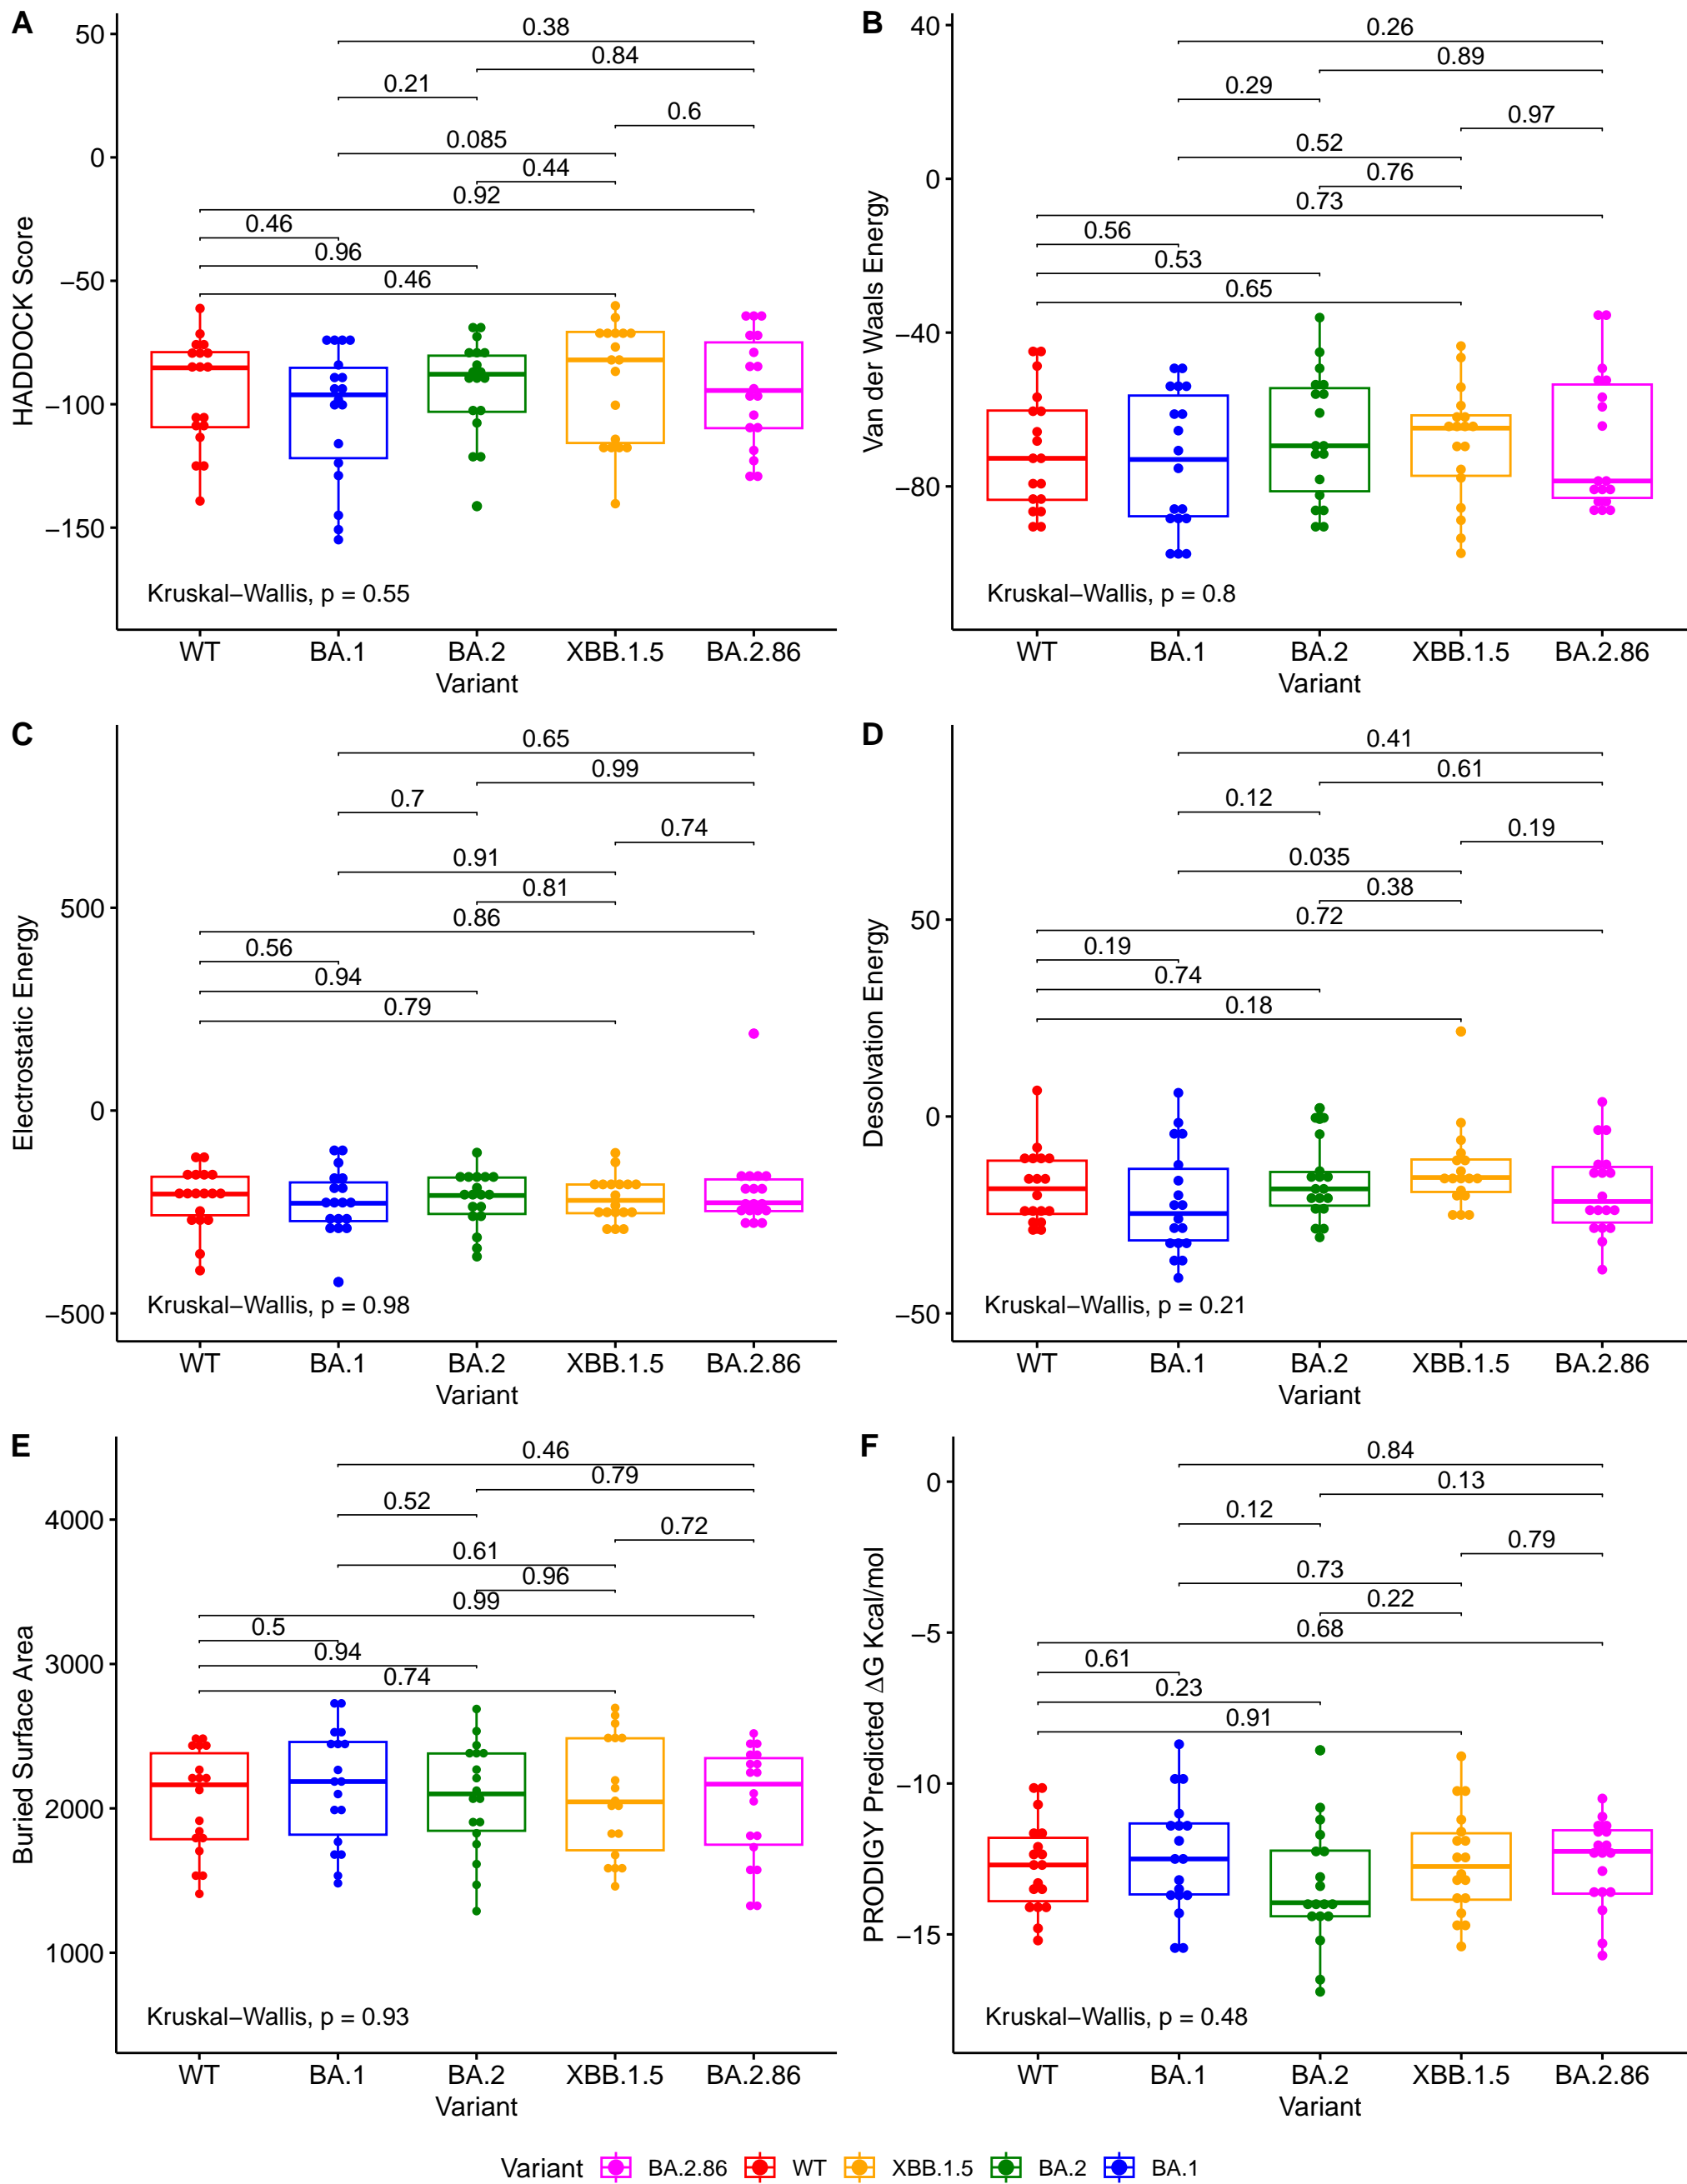 A
HADDOCK Score
50
0
−50
−100
−150
0.38
0.84
0.21
0.6
0.085
0.44
0.92
0.46
0.96
0.46
Kruskal−Wallis, p = 0.55
WT BA.1 BA.2 XBB.1.5 BA.2.86
Variant
B
Van der Waals Energy
40
0
−40
−80
0.26
0.89
0.29
0.97
0.52
0.76
0.73
0.56
0.53
0.65
Kruskal−Wallis, p = 0.8
WT BA.1 BA.2 XBB.1.5 BA.2.86
Variant
C
Electrostatic Energy
500
0
−500
0.65
0.99
0.7
0.74
0.91
0.81
0.86
0.56
0.94
0.79
Kruskal−Wallis, p = 0.98
WT BA.1 BA.2 XBB.1.5 BA.2.86
Variant
D
Desolvation Energy
50
0
−50
0.41
0.61
0.12
0.19
0.035
0.38
0.72
0.19
0.74
0.18
Kruskal−Wallis, p = 0.21
WT BA.1 BA.2 XBB.1.5 BA.2.86
Variant
E
Buried Surface Area
4000
3000
2000
1000
0.46
0.79
0.52
0.72
0.61
0.96
0.99
0.5
0.94
0.74
Kruskal−Wallis, p = 0.93
WT BA.1 BA.2 XBB.1.5 BA.2.86
Variant
F
PRODIGY Predicted ΔG Kcal/mol
0
−5
−10
−15
0.84
0.13
0.12
0.79
0.73
0.22
0.68
0.61
0.23
0.91
Kruskal−Wallis, p = 0.48
WT BA.1 BA.2 XBB.1.5 BA.2.86
Variant
Variant BA.2.86 WT XBB.1.5 BA.2 BA.1